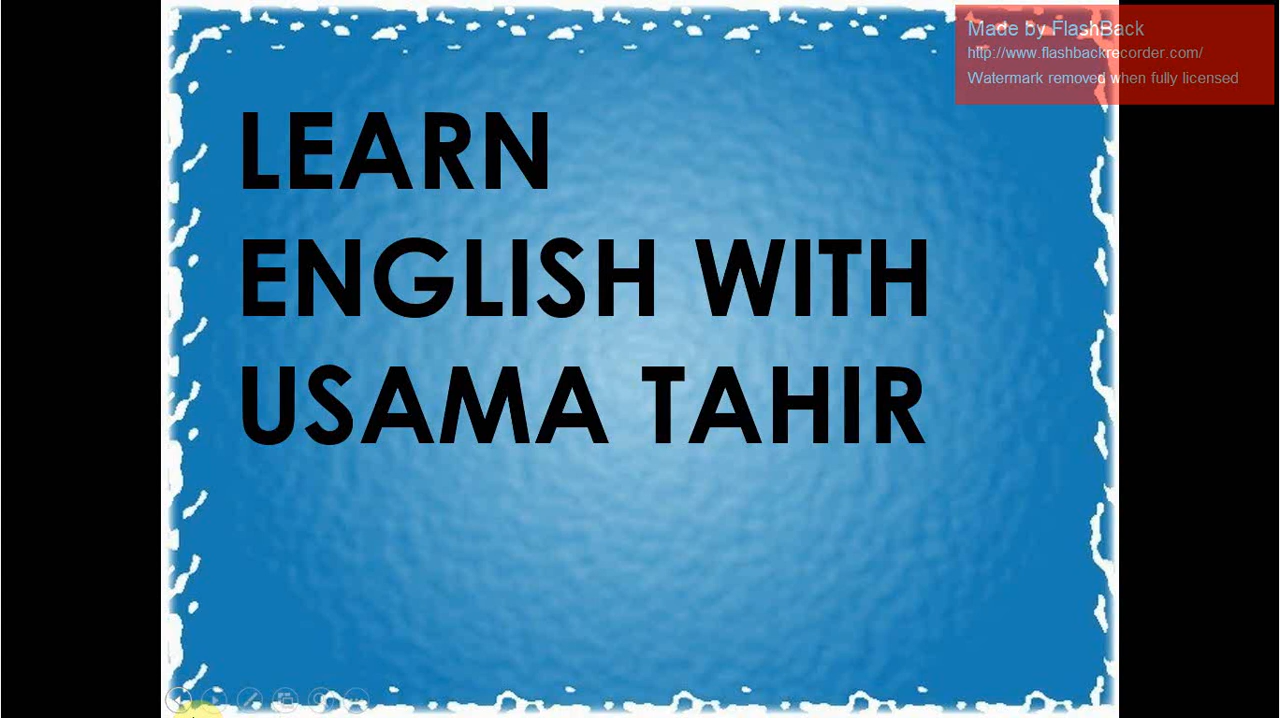 Made by FlashBack
http://www.flashbackrecorder.com/
Watermark removed when fully licensed
LEARN
ENGLISH WITH
USAMA TAHIR